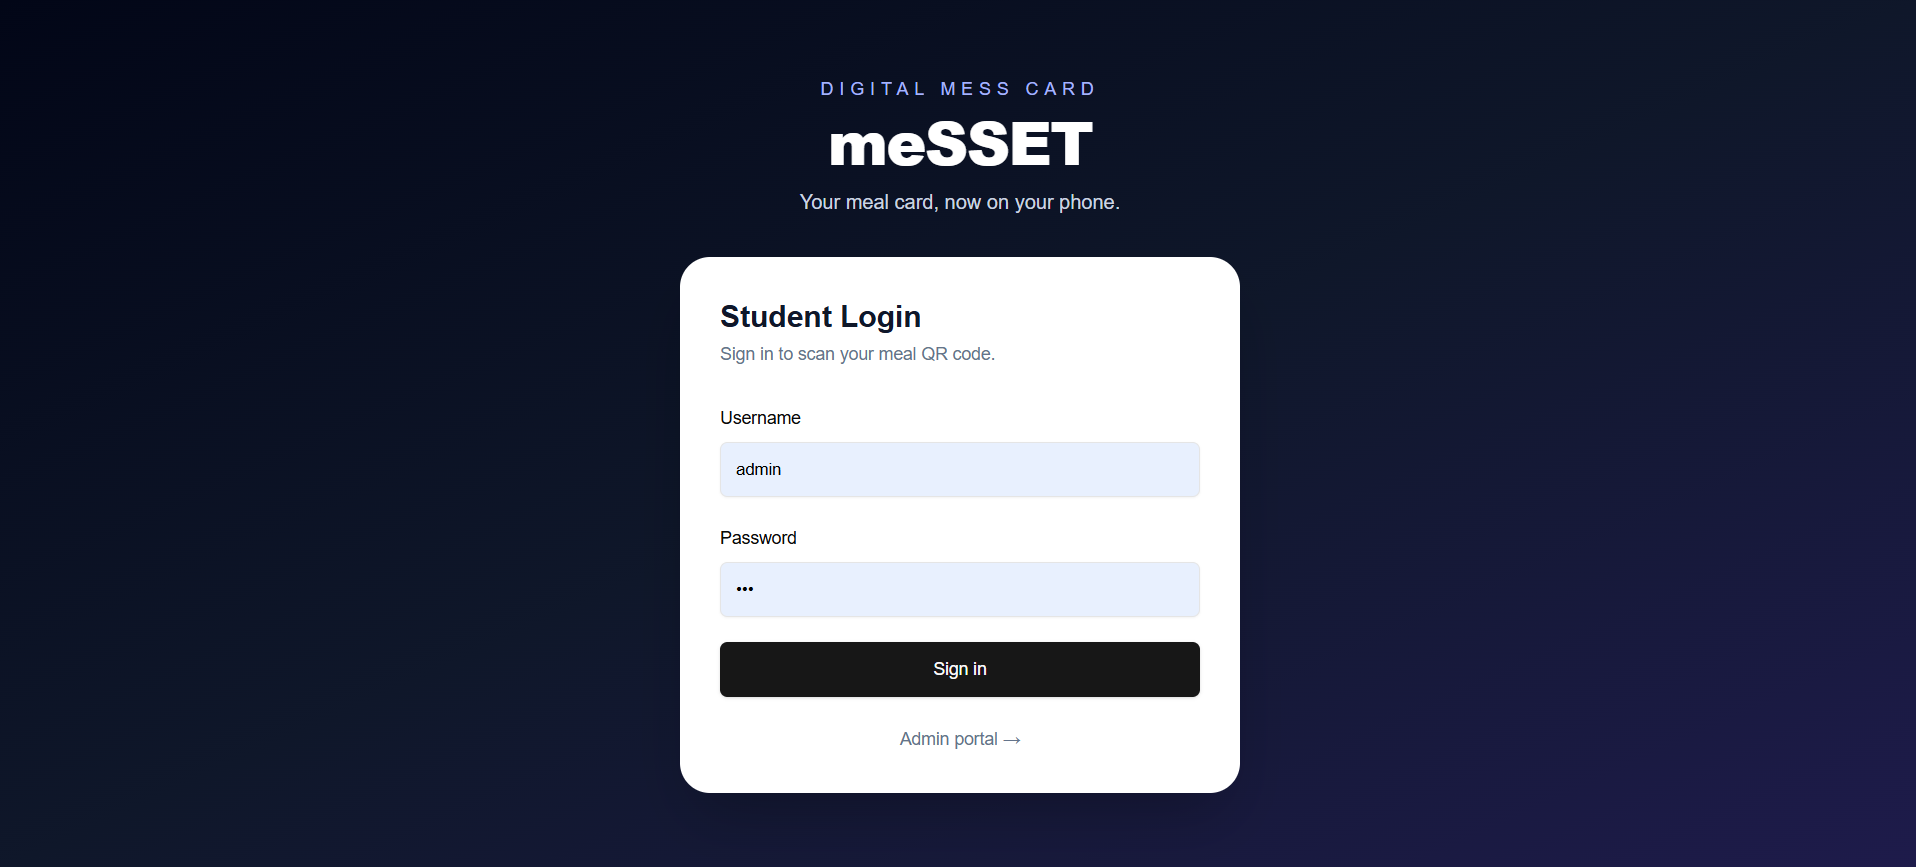 DIGITAL MESS CARD
meSSET
Your meal card, now on your phone.
Student Login
Sign in to scan your meal QR code.
Username
admin
Password
•••
Sign in
Admin portal →